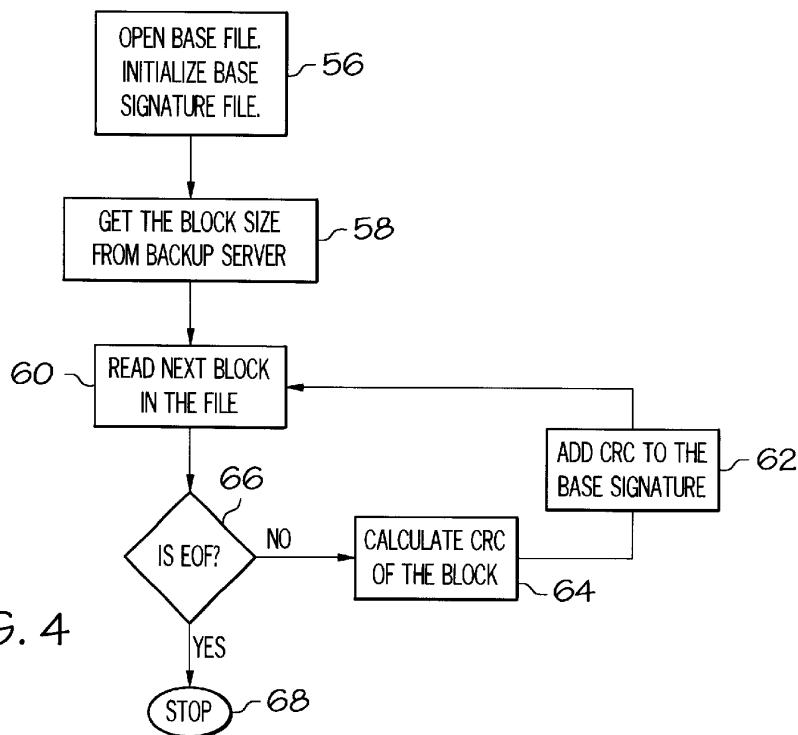 OPEN BASE FILE.
INITIALIZE BASE
SIGNATURE FILE.
56
GET THE BLOCK SIZE
FROM BACKUP SERVER
58
60
READ NEXT BLOCK
IN THE FILE
ADD CRC TO THE
BASE SIGNATURE
62
66
IS EOF?
NO
CALCULATE CRC
OF THE BLOCK
64
G. 4
YES
STOP
68